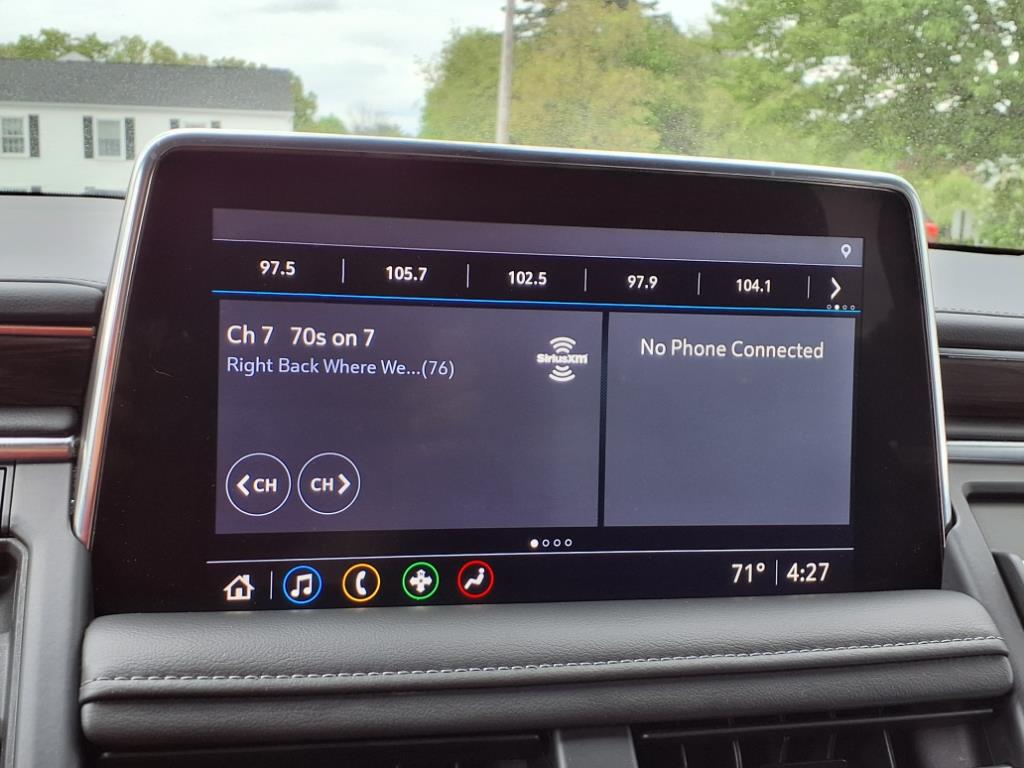 97.5 105.7 102.5 97.9 104.1
Ch 7 70s on 7
Right Back Where We...(76)
SiriusXM
No Phone Connected
CH CH
71° 4:27